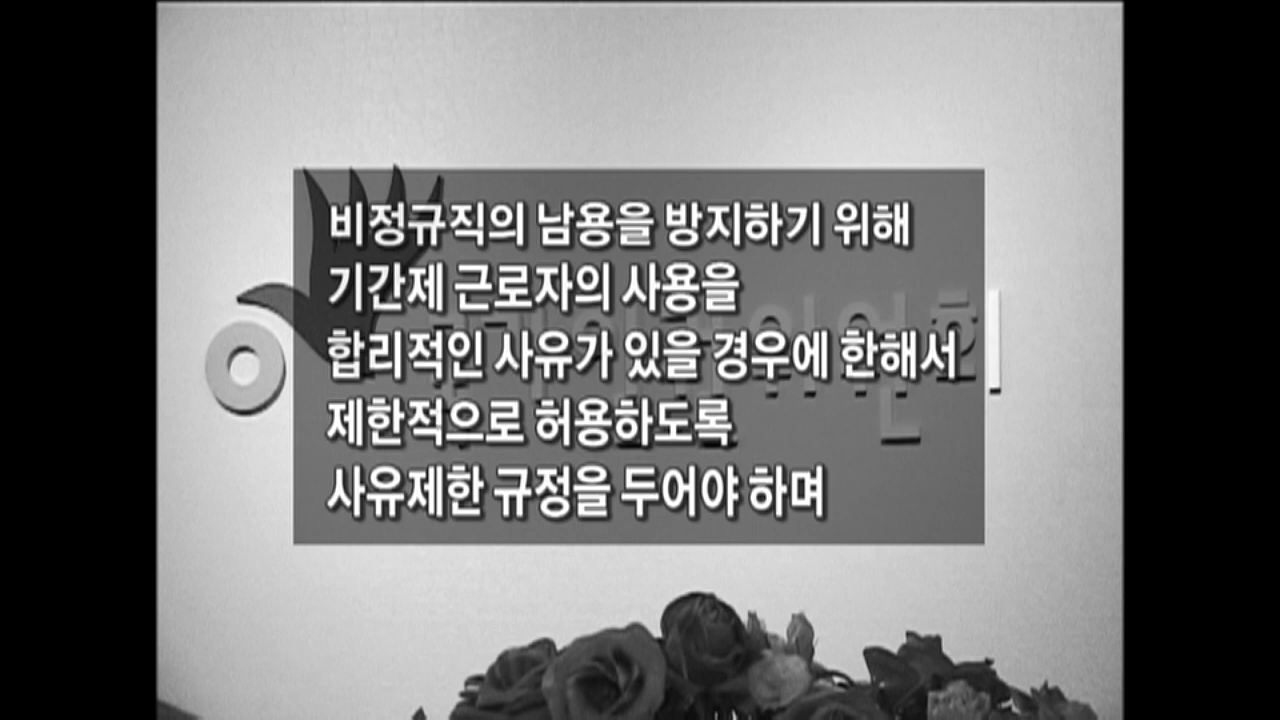 비정규직의 남용을 방지하기 위해
기간제 근로자의 사용을
합리적인 사유가 있을 경우에 한해서
제한적으로 허용하도록
사유제한 규정을 두어야 하며